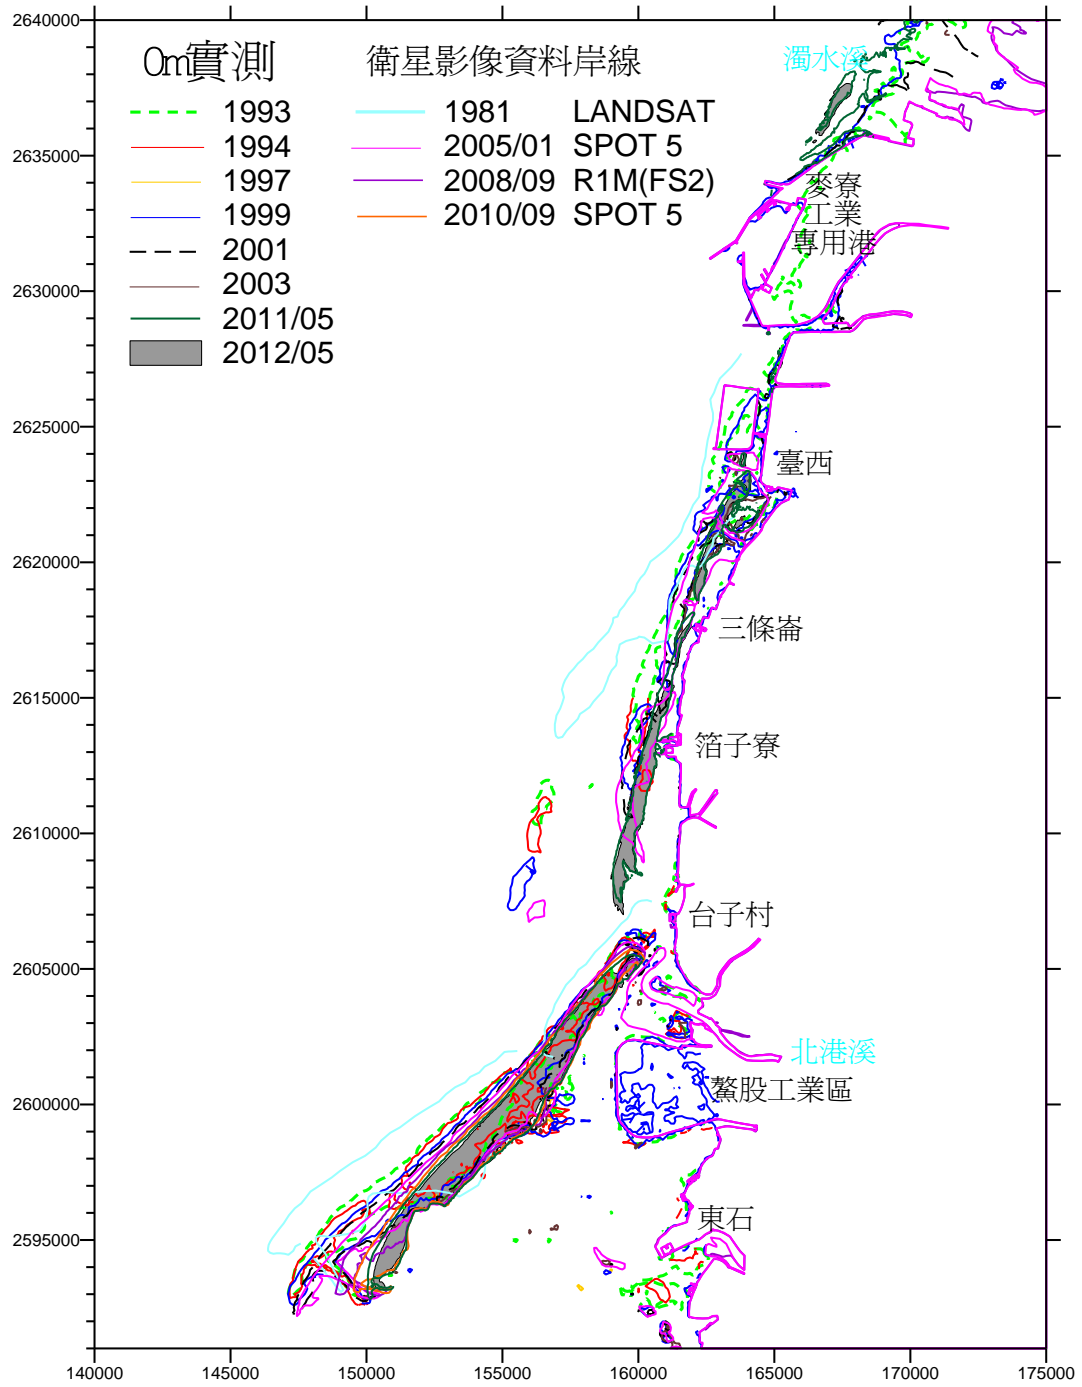 2640000
2635000
2630000
2625000
2620000
2615000
2610000
2605000
2600000
2595000
140000 145000 150000 155000 160000 165000 170000 175000
0m實測
1993
1994
1997
1999
2001
2003
2011/05
2012/05
衛星影像資料岸線
1981 LANDSAT
2005/01 SPOT 5
2008/09 R1M(FS2)
2010/09 SPOT 5
濁水溪
麥寮
工業
專用港
臺西
三條崙
箔子寮
台子村
北港溪
鰲股工業區
東石